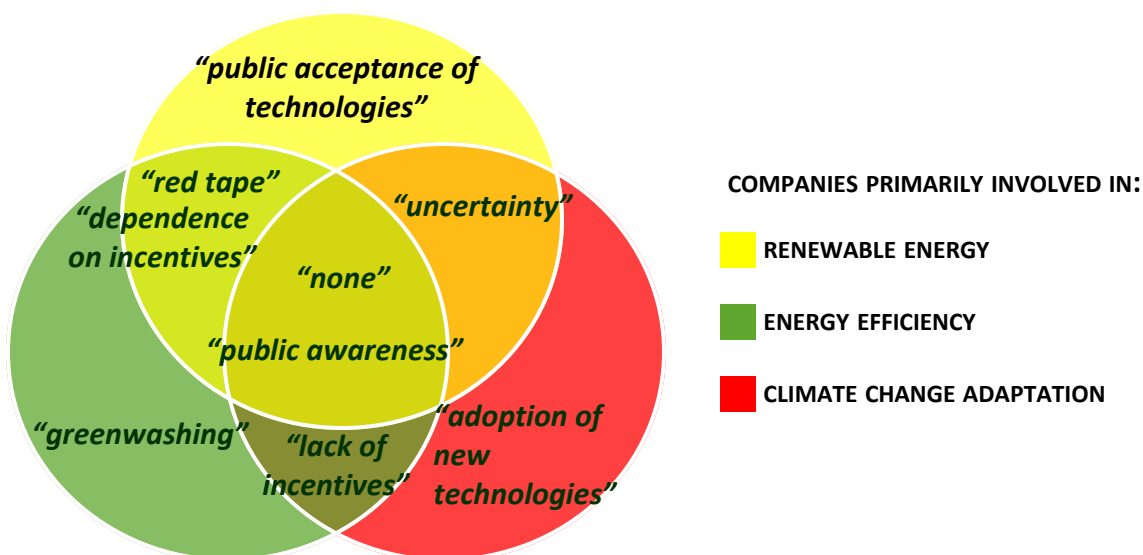 “public acceptance of
technologies”
“red tape”
“dependence
on incentives”
“uncertainty”
“none”
“public awareness”
“greenwashing”
“lack of
incentives”
“adoption of
new
technologies”
COMPANIES PRIMARILY INVOLVED IN:
RENEWABLE ENERGY
ENERGY EFFICIENCY
CLIMATE CHANGE ADAPTATION